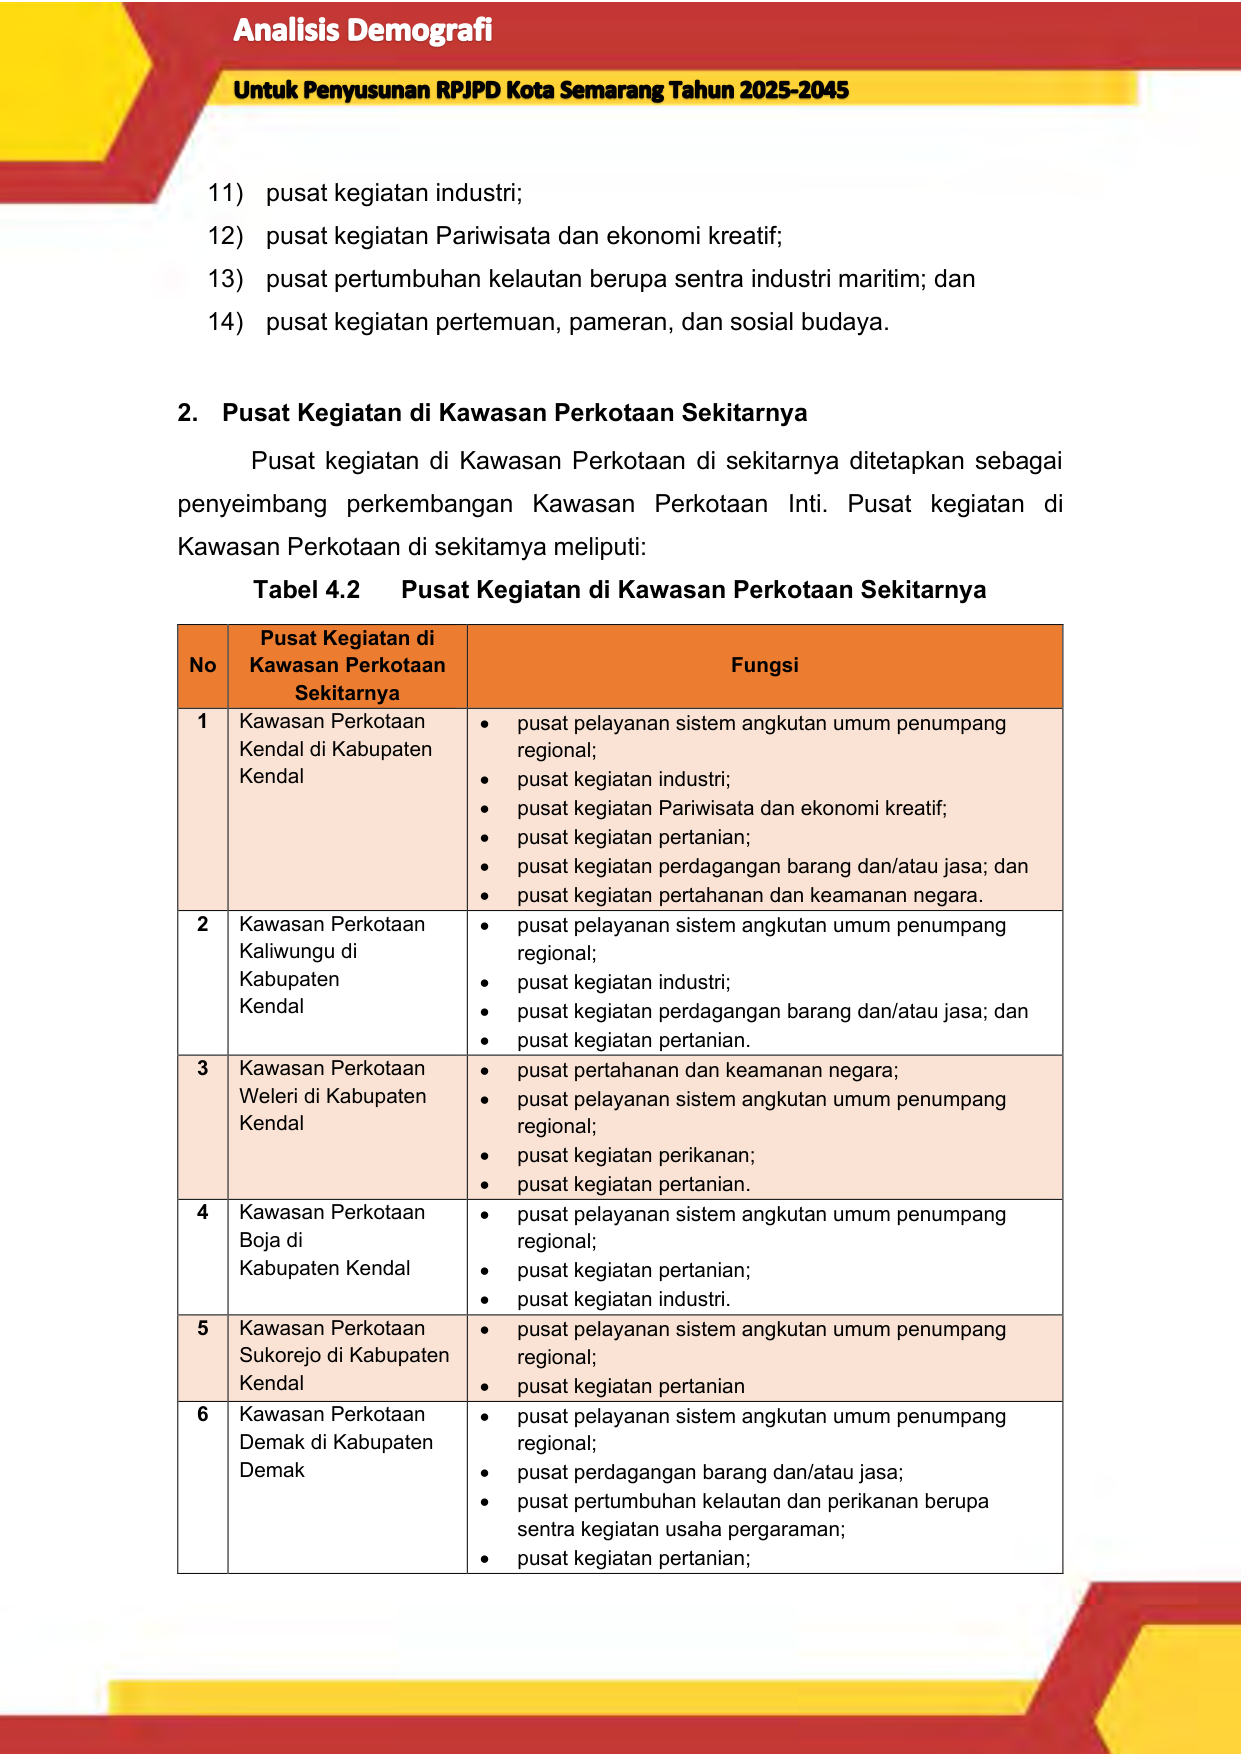 Analisis Demografi
Untuk Penyusunan RPJPD Kota Semarang Tahun 2025-2045
11) pusat kegiatan industri;
12) pusat kegiatan Pariwisata dan ekonomi kreatif;
13) pusat pertumbuhan kelautan berupa sentra industri maritim; dan
14) pusat kegiatan pertemuan, pameran, dan sosial budaya.
2. Pusat Kegiatan di Kawasan Perkotaan Sekitarnya
Pusat kegiatan di Kawasan Perkotaan di sekitarnya ditetapkan sebagai
penyeimbang perkembangan Kawasan Perkotaan Inti. Pusat kegiatan di
Kawasan Perkotaan di sekitamya meliputi:
Tabel 4.2 Pusat Kegiatan di Kawasan Perkotaan Sekitarnya
No
Pusat Kegiatan di
Kawasan Perkotaan
Sekitarnya
Fungsi
1
Kawasan Perkotaan
Kendal di Kabupaten
Kendal
• pusat pelayanan sistem angkutan umum penumpang
regional;
• pusat kegiatan industri;
• pusat kegiatan Pariwisata dan ekonomi kreatif;
• pusat kegiatan pertanian;
• pusat kegiatan perdagangan barang dan/atau jasa; dan
• pusat kegiatan pertahanan dan keamanan negara.
2
Kawasan Perkotaan
Kaliwungu di
Kabupaten
Kendal
• pusat pelayanan sistem angkutan umum penumpang
regional;
• pusat kegiatan industri;
• pusat kegiatan perdagangan barang dan/atau jasa; dan
• pusat kegiatan pertanian.
3
Kawasan Perkotaan
Weleri di Kabupaten
Kendal
• pusat pertahanan dan keamanan negara;
• pusat pelayanan sistem angkutan umum penumpang
regional;
• pusat kegiatan perikanan;
• pusat kegiatan pertanian.
4
Kawasan Perkotaan
Boja di
Kabupaten Kendal
• pusat pelayanan sistem angkutan umum penumpang
regional;
• pusat kegiatan pertanian;
• pusat kegiatan industri.
5
Kawasan Perkotaan
Sukorejo di Kabupaten
Kendal
• pusat pelayanan sistem angkutan umum penumpang
regional;
• pusat kegiatan pertanian
6
Kawasan Perkotaan
Demak di Kabupaten
Demak
• pusat pelayanan sistem angkutan umum penumpang
regional;
• pusat perdagangan barang dan/atau jasa;
• pusat pertumbuhan kelautan dan perikanan berupa
sentra kegiatan usaha pergaraman;
• pusat kegiatan pertanian;